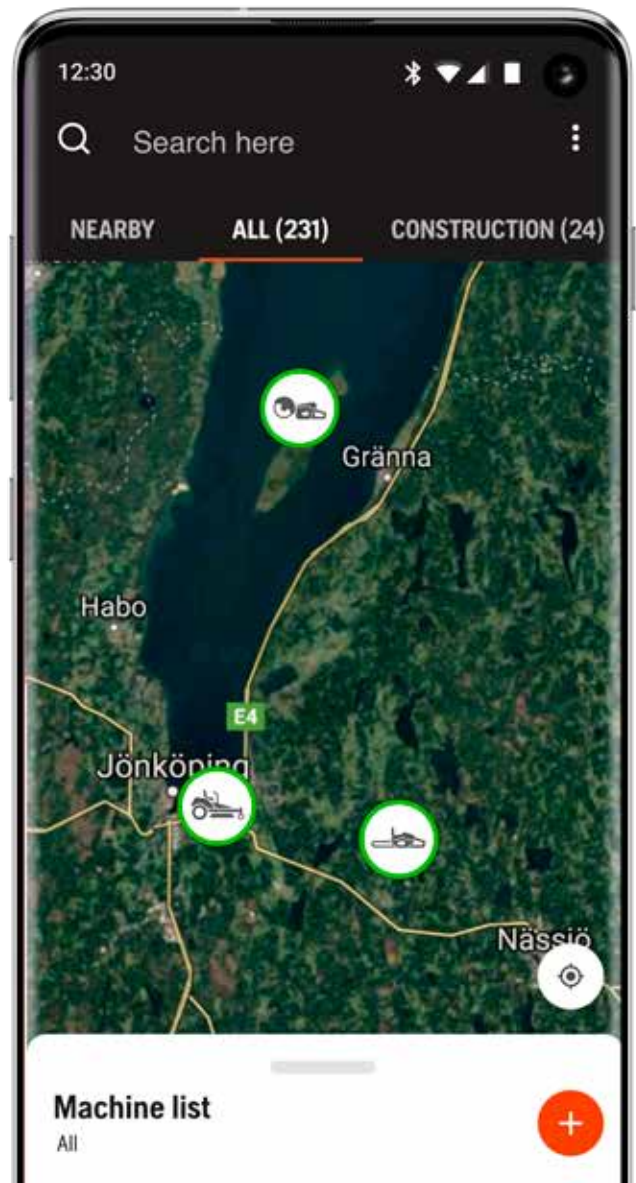 12:30
Search here
NEARBY ALL (231) CONSTRUCTION (24)
Gränna
Habo
E4
Jönköping
Nässjö
Machine list
All